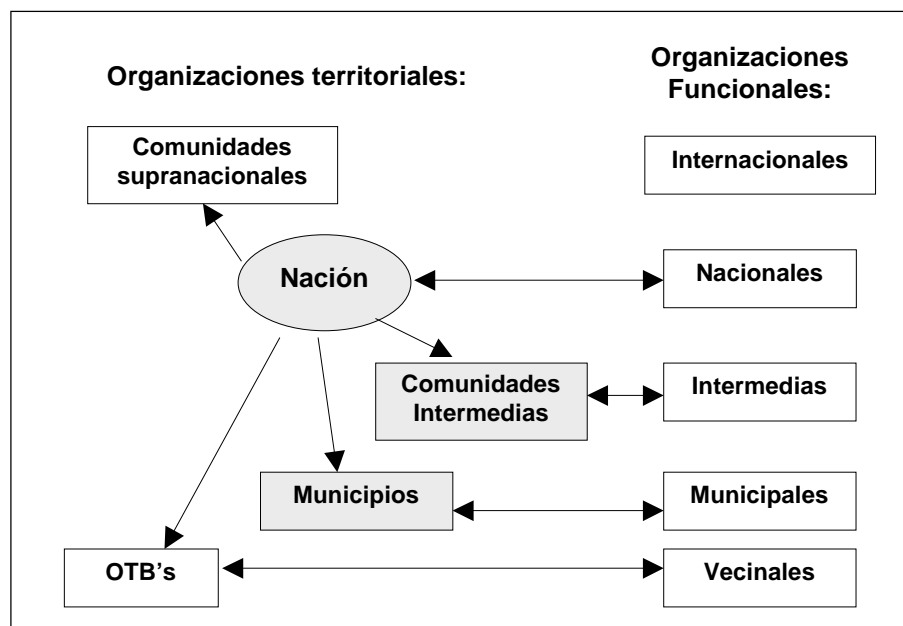 Organizaciones territoriales:
Organizaciones
Funcionales:
Comunidades
supranacionales
Internacionales
Nación
Nacionales
Comunidades
Intermedias
Intermedias
Municipios
Municipales
OTB’s
Vecinales